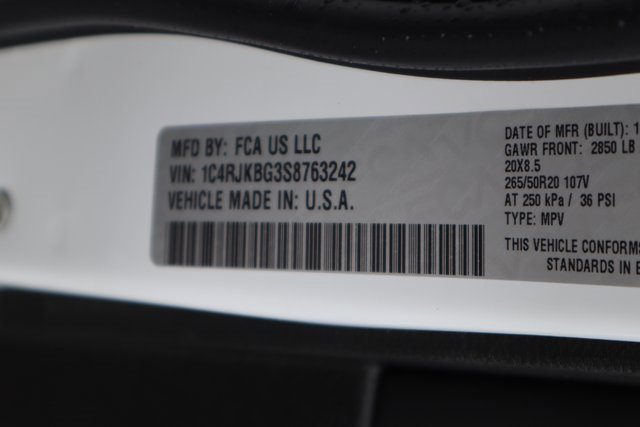 MFD BY: FCA US LLC
VIN: 1C4RJKBG3S8763242
VEHICLE MADE IN: U.S.A.
DATE OF MFR (BUILT): 1
GAWR FRONT: 2850 LB
20X8.5
265/50R20 107V
AT 250 kPa / 36 PSI
TYPE: MPV
THIS VEHICLE CONFORMS
STANDARDS IN E